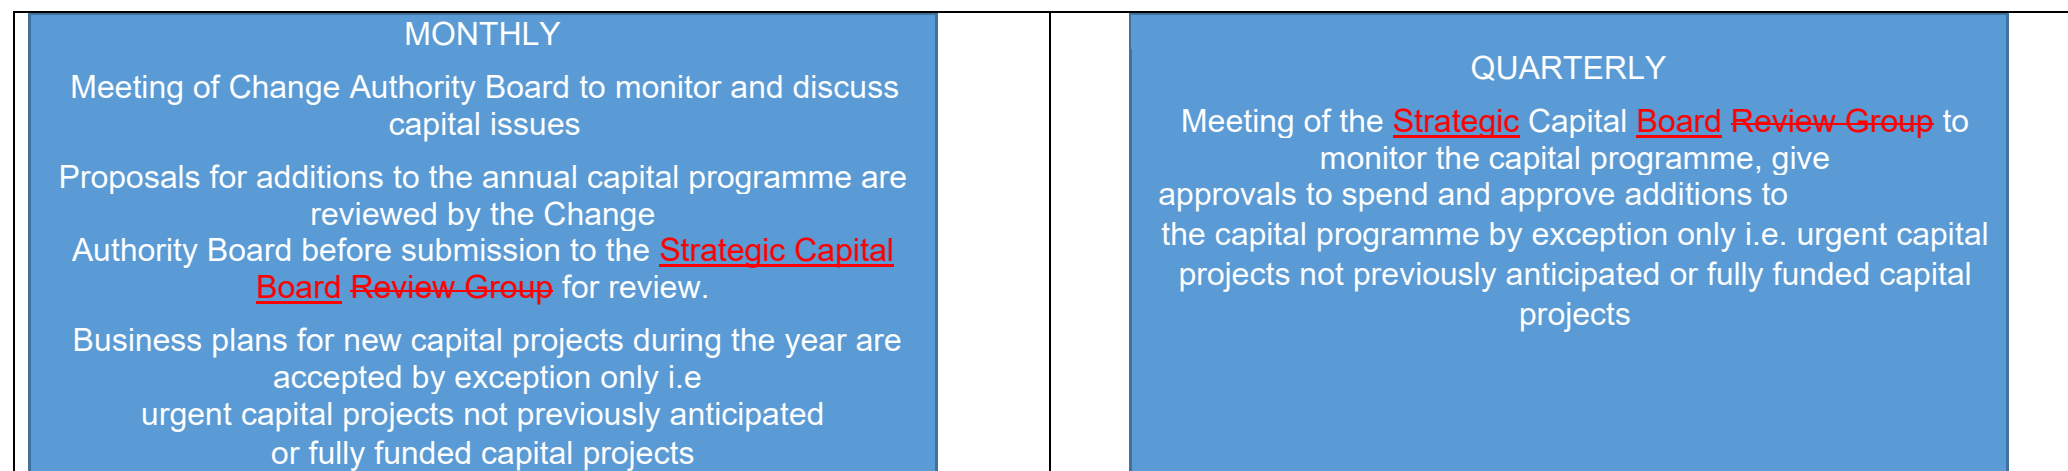 MONTHLY
Meeting of Change Authority Board to monitor and discuss
capital issues
Proposals for additions to the annual capital programme are
reviewed by the Change
Authority Board before submission to the Strategic Capital
Board Review Group for review.
Business plans for new capital projects during the year are
accepted by exception only i.e
urgent capital projects not previously anticipated
or fully funded capital projects
QUARTERLY
Meeting of the Strategic Capital Board Review Group to
monitor the capital programme, give
approvals to spend and approve additions to
the capital programme by exception only i.e. urgent capital
projects not previously anticipated or fully funded capital
projects